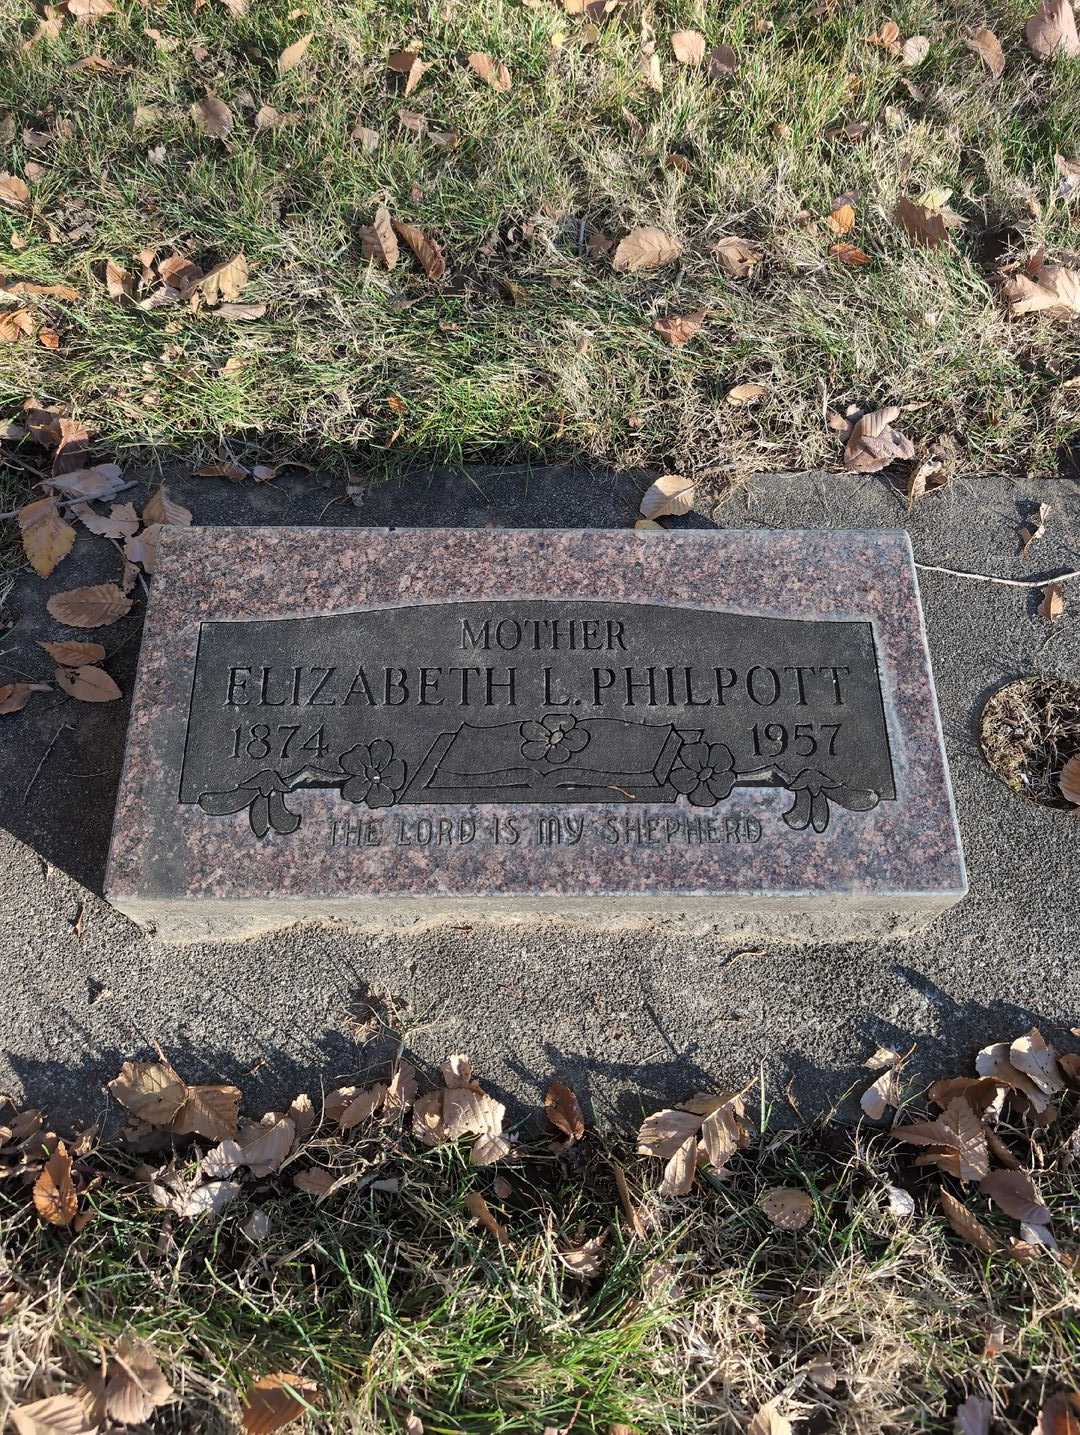 MOTHER
ELIZABETH L. PHILPOTT
1874 1957
THE LORD IS MY SHEPHERD